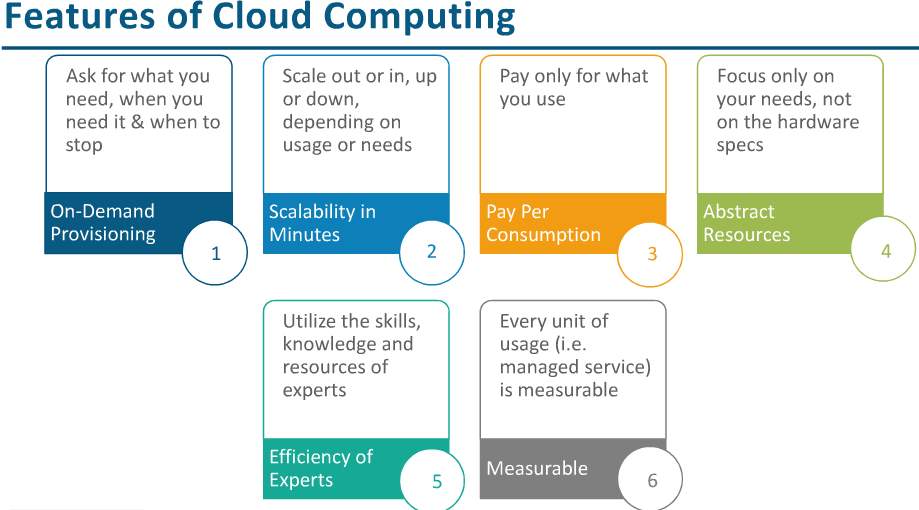 Features of Cloud Computing
Ask for what you
need, when you
need it & when to
stop
On-Demand
Provisioning
1
Scale out or in, up
or down,
depending on
usage or needs
Scalability in
Minutes
2
Pay only for what
you use
Pay Per
Consumption
3
Focus only on
your needs, not
on the hardware
specs
Abstract
Resources
4
Utilize the skills,
knowledge and
resources of
experts
Efficiency of
Experts
5
Every unit of
usage (i.e.
managed service)
is measurable
Measurable
6